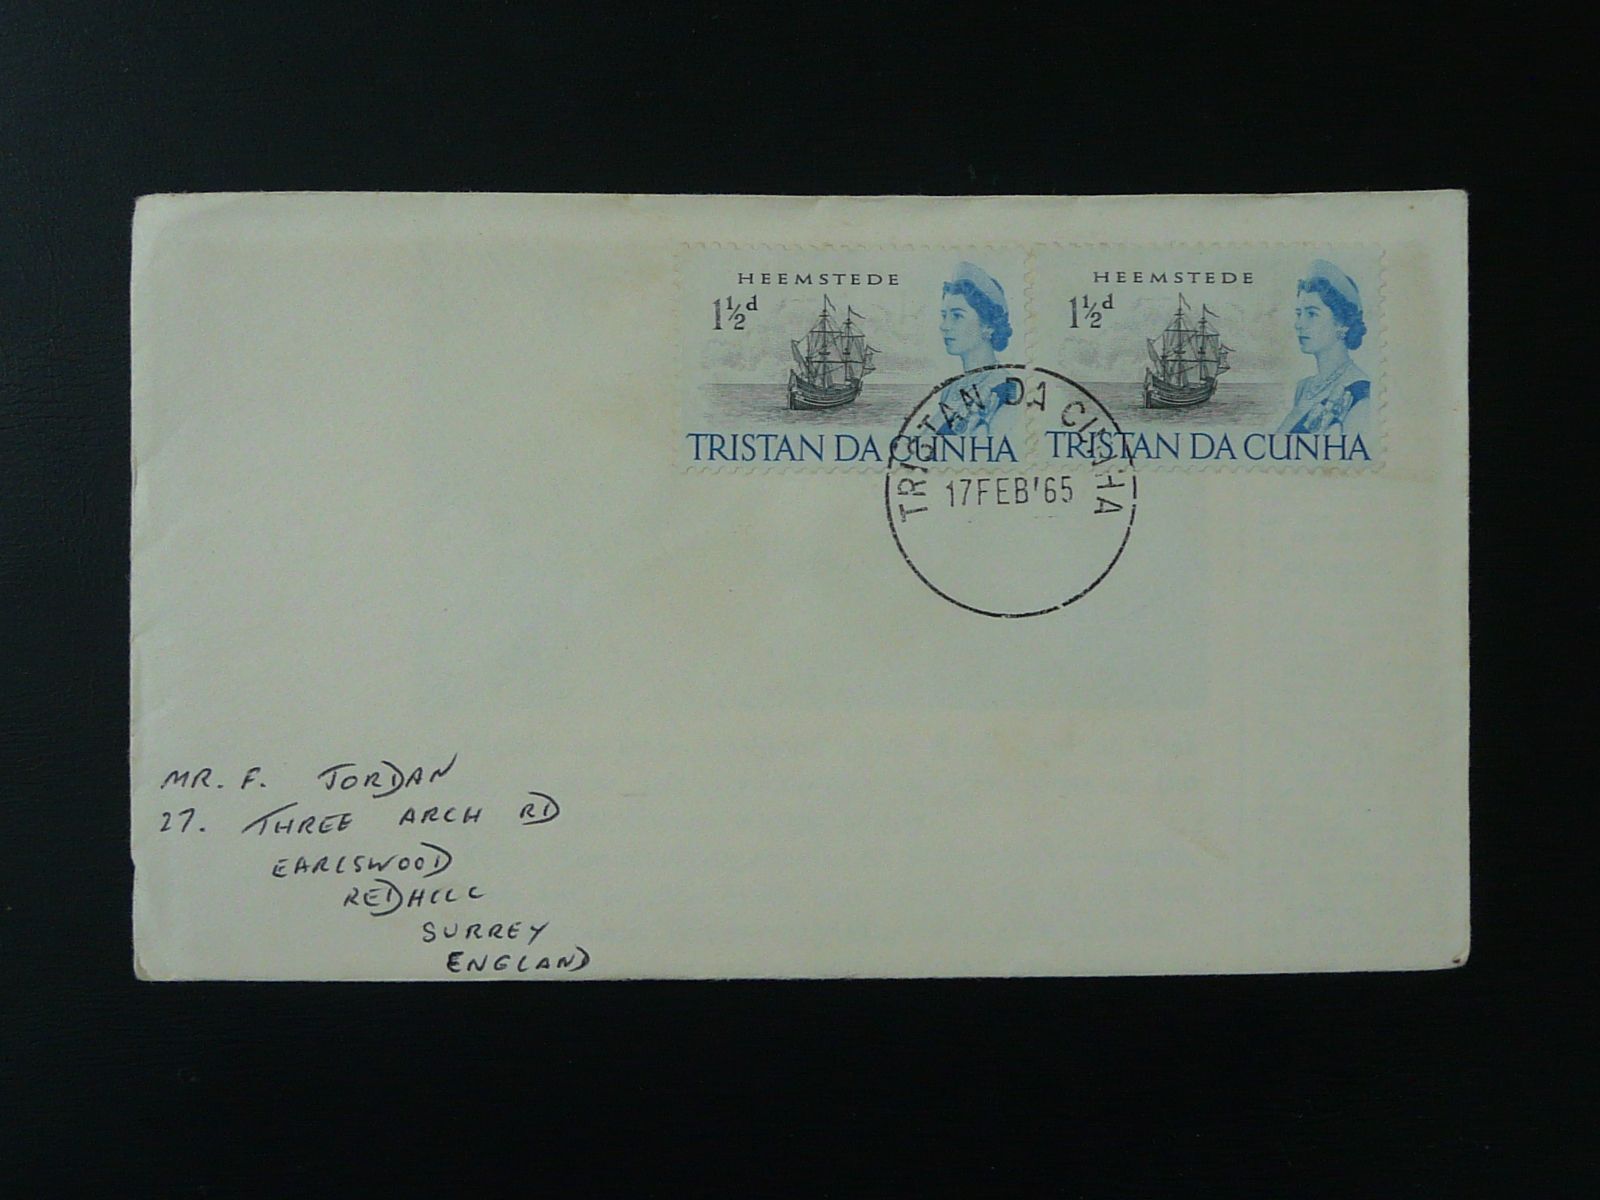 HEEMSTEDE
1½d
TRISTAN DA CUNHA
HEEMSTEDE
1½d
TRISTAN DA CUNHA
TRISTAN DA CUNHA
17FEB'65
MR. F. JORDAN
27. THREE ARCH RD
EARLSWOOD
REDHILL
SURREY
ENGLAND